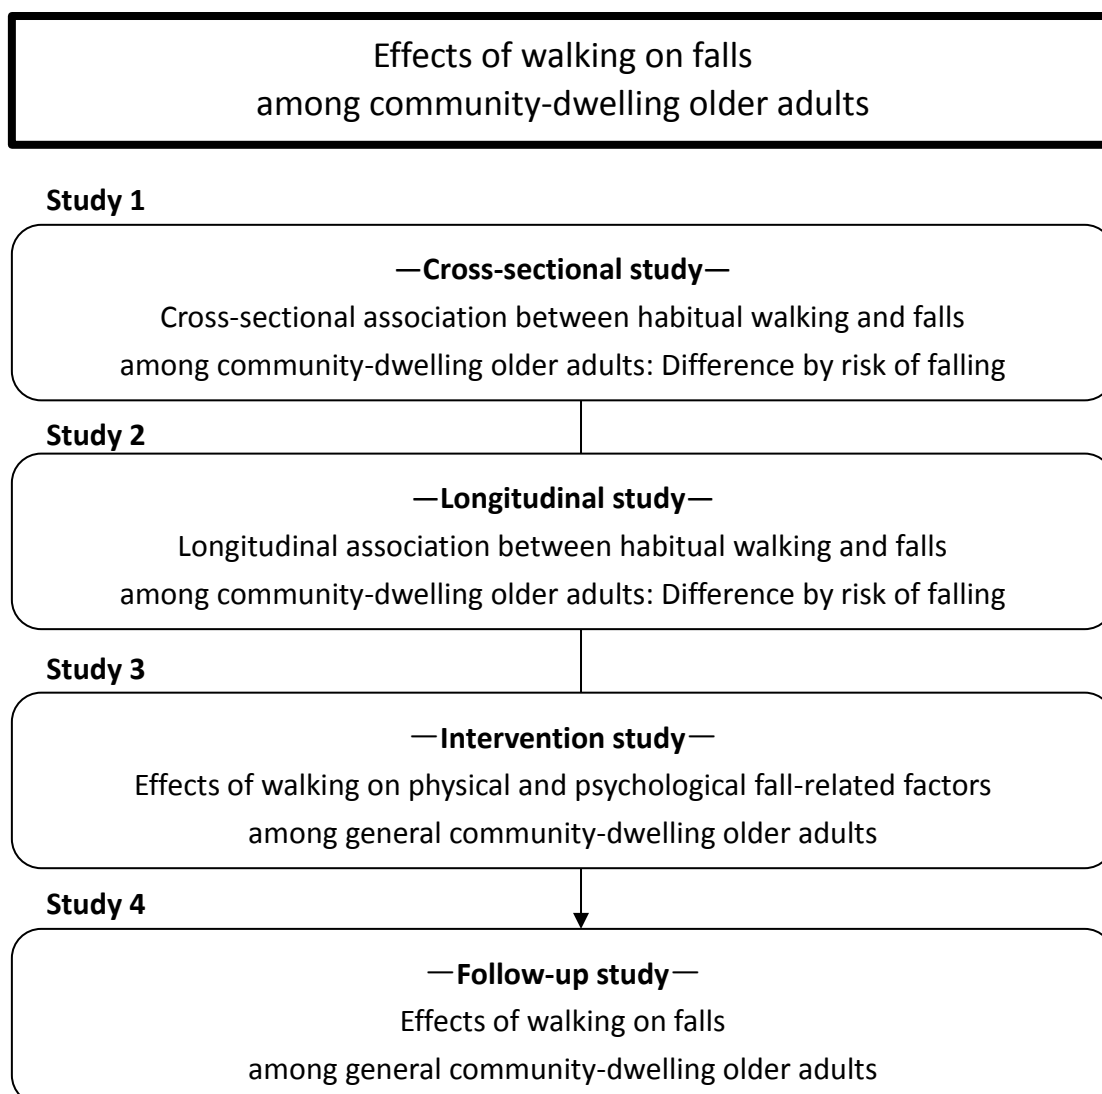 Effects of walking on falls
among community-dwelling older adults
Study 1
—Cross-sectional study—
Cross-sectional association between habitual walking and falls
among community-dwelling older adults: Difference by risk of falling
Study 2
—Longitudinal study—
Longitudinal association between habitual walking and falls
among community-dwelling older adults: Difference by risk of falling
Study 3
—Intervention study—
Effects of walking on physical and psychological fall-related factors
among general community-dwelling older adults
Study 4
—Follow-up study—
Effects of walking on falls
among general community-dwelling older adults